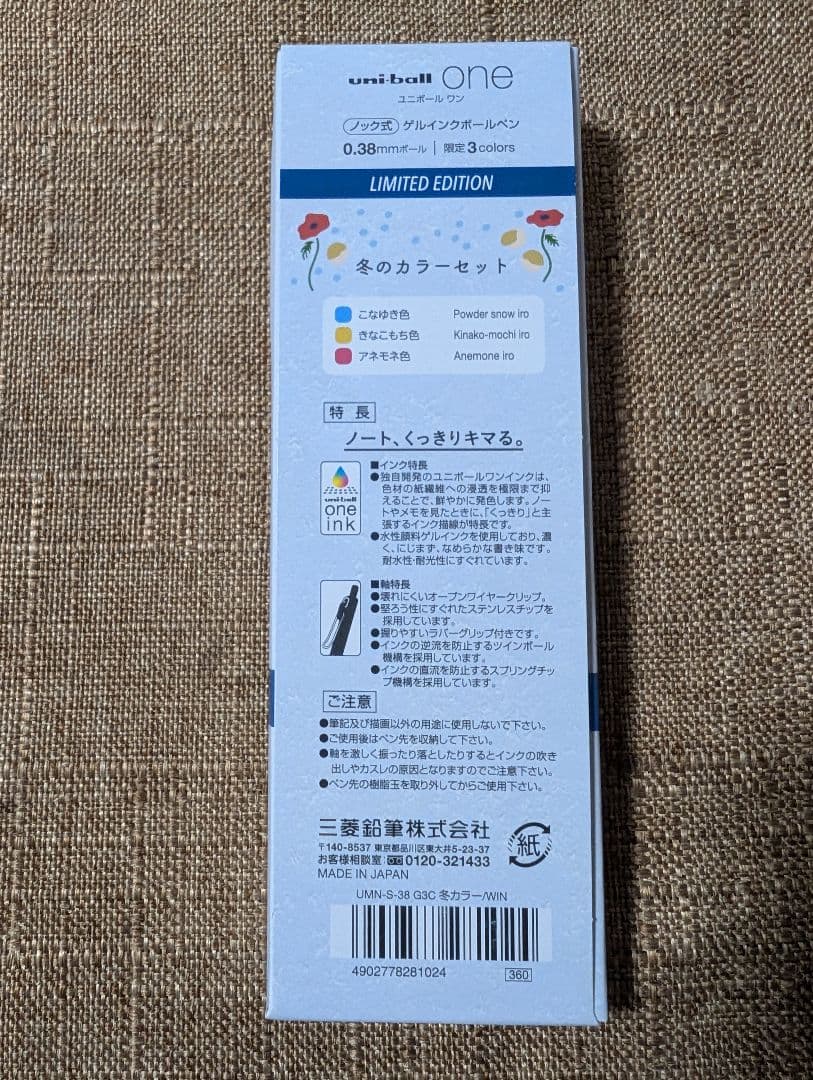 uni-ball one
ユニボール ワン
ノック式 ゲルインクボールペン
0.38mmボール | 限定3colors
LIMITED EDITION
冬のカラーセット
こなゆき色 Powder snow iro
きなこもち色 Kinako-mochi iro
アネモネ色 Anemone iro
特長
ノート、くっきりキマる。
uni-ball
one
ink
■インク特長
●独自開発のユニボールワンインクは、
色材の紙繊維への浸透を極限まで抑
えることで、鮮やかに発色します。ノー
トやメモを見たときに、「くっきり」と主
張するインク描線が特長です。
●水性顔料ゲルインクを使用しており、濃
く、にじまず、なめらかな書き味です。
耐水性・耐光性にすぐれています。
■軸特長
●壊れにくいオープンワイヤークリップ。
●堅ろう性にすぐれたステンレスチップを
採用しています。
●握りやすいラバーグリップ付きです。
●インクの逆流を防止するツインボール
機構を採用しています。
●インクの直流を防止するスプリングチッ
プ機構を採用しています。
ご注意
●筆記及び描画以外の用途に使用しないで下さい。
●ご使用後はペン先を収納して下さい。
●軸を激しく振ったり落としたりするとインクの吹き
出しやカスレの原因となりますのでご注意下さい。
●ペン先の樹脂玉を取り外してからご使用下さい。
三菱鉛筆株式会社
〒140-8537 東京都品川区東大井5-23-37
お客様相談室:0120-321433
MADE IN JAPAN
紙
UMN-S-38 G3C 冬カラー/WIN
4902778281024
360